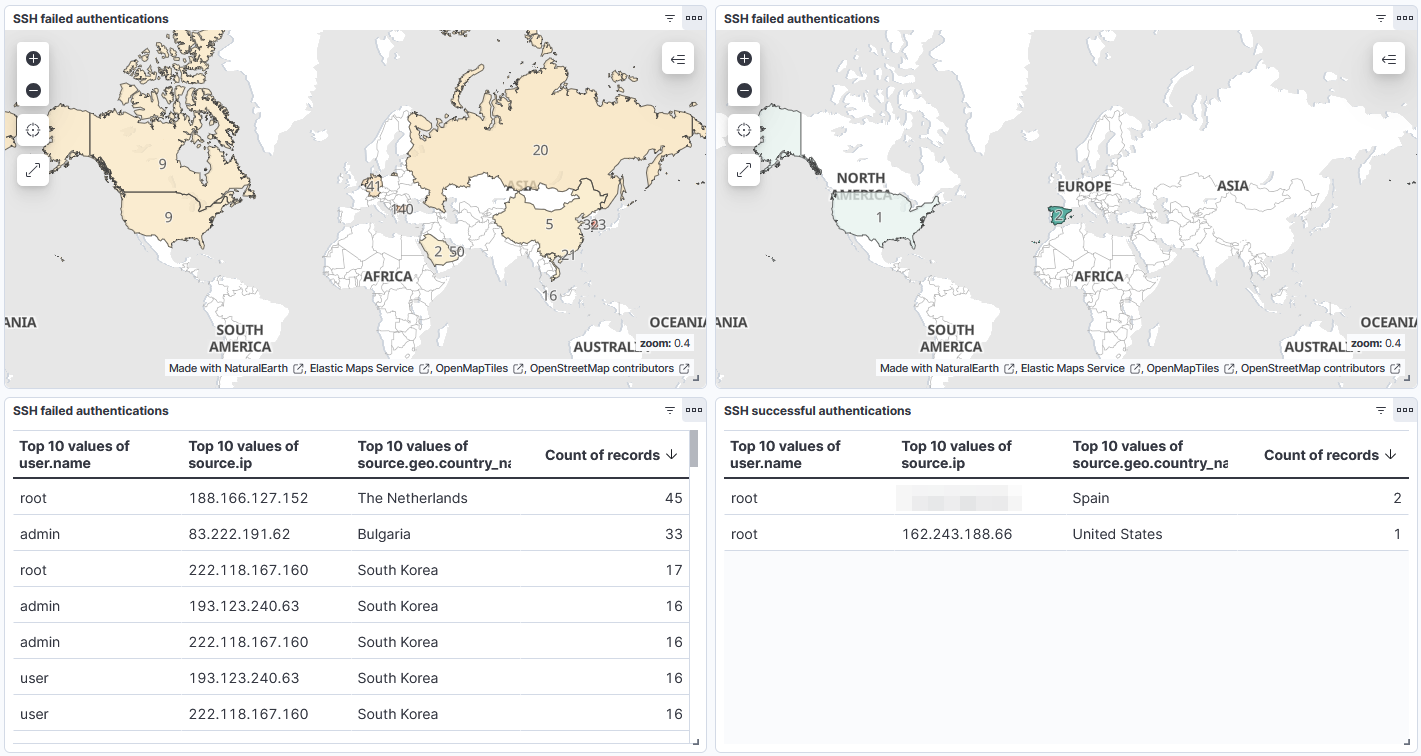 SSH failed authentications
9
20
41
ASIA
140
9
5
323
2
50
21
AFRICA
16
SOUTH
AMERICA
OCEANIA
AUSTRAL
zoom: 0.4
Made with NaturalEarth, Elastic Maps Service, OpenMapTiles, OpenStreetMap contributors
SSH failed authentications
NORTH
AMERICA
EUROPE
ASIA
1
2
AFRICA
SOUTH
AMERICA
ANIA
OCEANI
AUSTRAL
zoom: 0.4
Made with NaturalEarth, Elastic Maps Service, OpenMapTiles, OpenStreetMap contributors
SSH failed authentications
Top 10 values of user.name Top 10 values of source.ip Top 10 values of source.geo.country_na Count of records
root 188.166.127.152 The Netherlands 45
admin 83.222.191.62 Bulgaria 33
root 222.118.167.160 South Korea 17
admin 193.123.240.63 South Korea 16
admin 222.118.167.160 South Korea 16
user 193.123.240.63 South Korea 16
user 222.118.167.160 South Korea 16
SSH successful authentications
Top 10 values of user.name Top 10 values of source.ip Top 10 values of source.geo.country_na Count of records
root Spain 2
root 162.243.188.66 United States 1